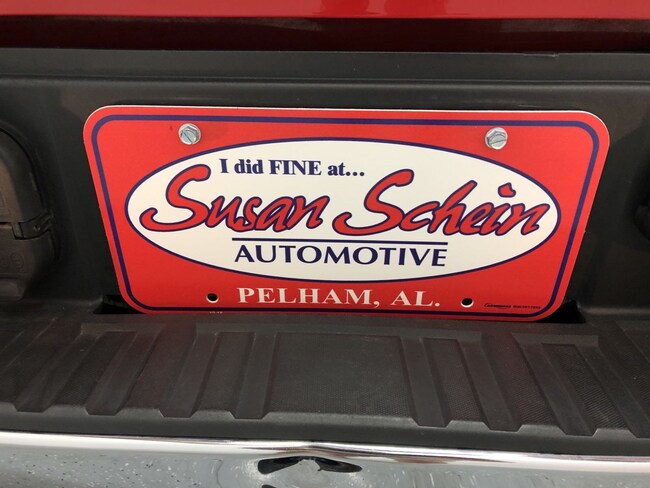 I did FINE at...
Susan Schein
AUTOMOTIVE
PELHAM, AL.